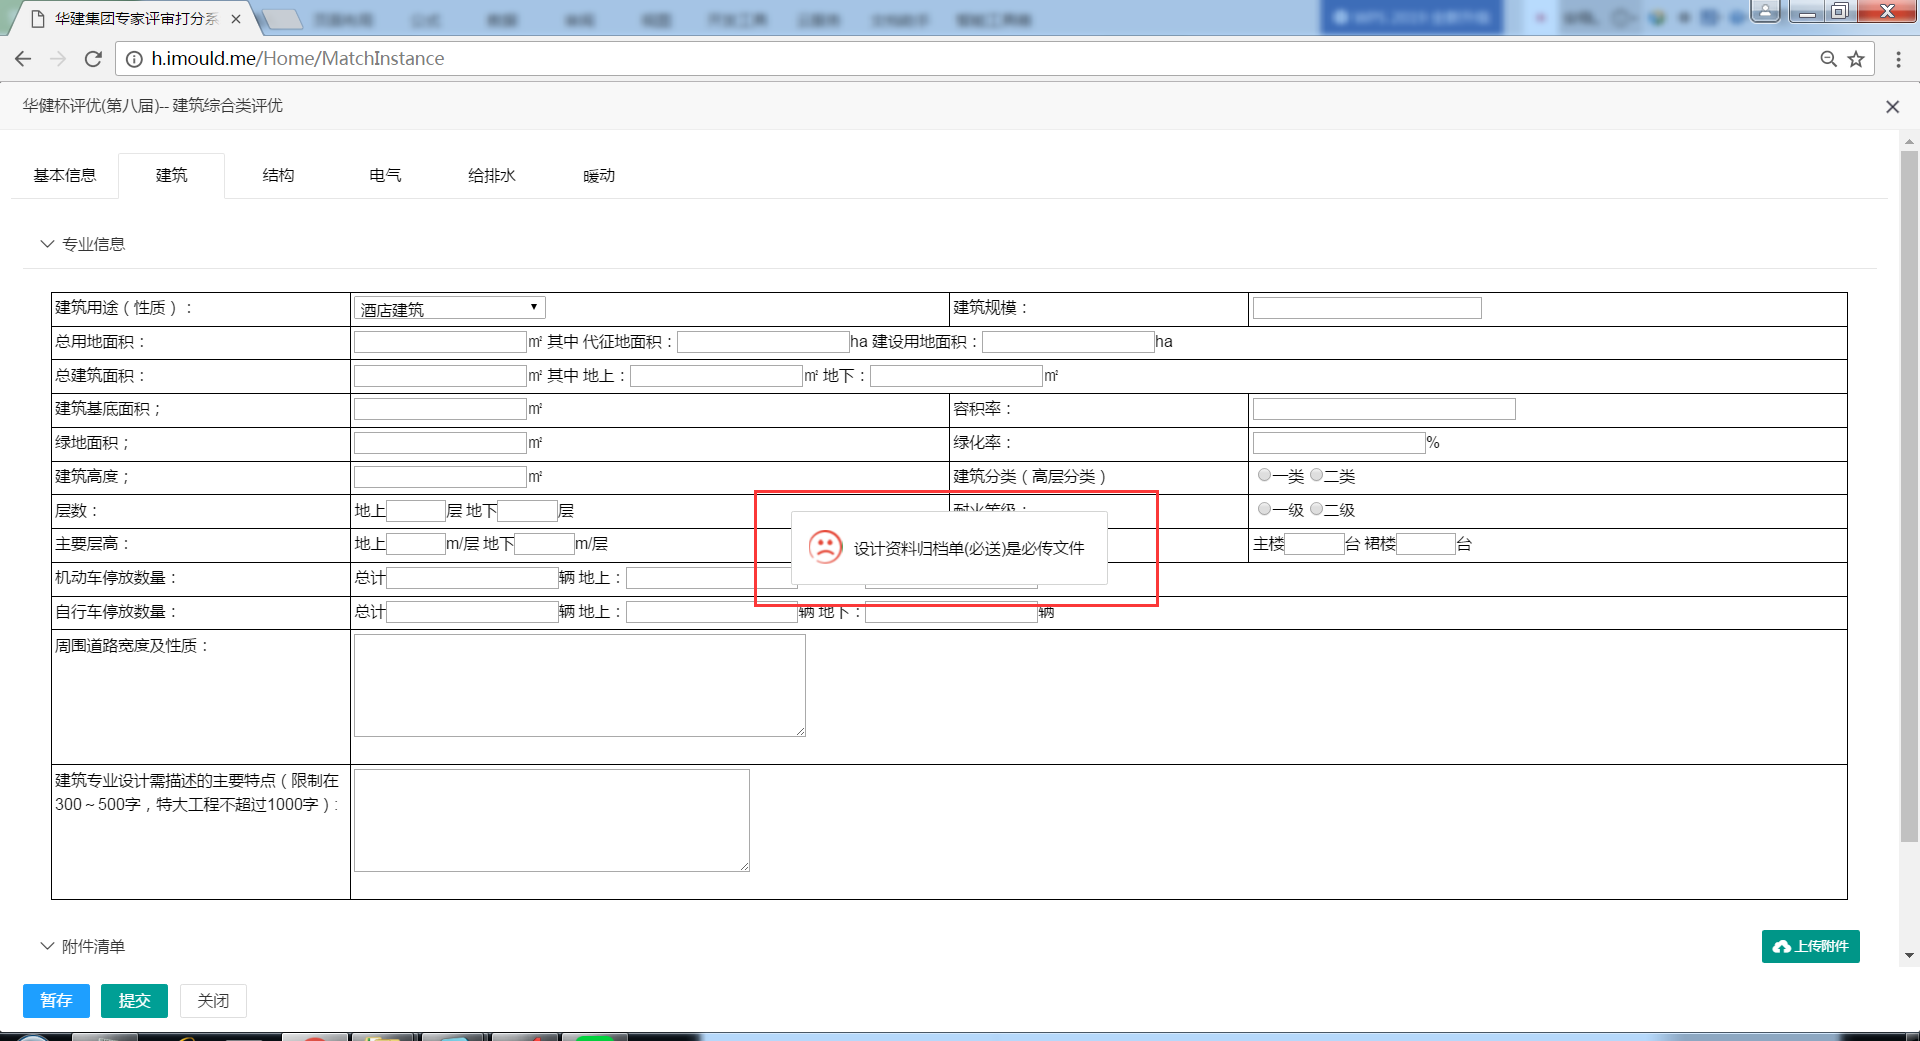 华建集团专家评审打分系
h.imould.me/Home/MatchInstance
华健杯评优(第八届)-- 建筑综合类评优
基本信息 建筑 结构 电气 给排水 暖动
专业信息
建筑用途（性质）： 酒店建筑 建筑规模：
总用地面积： ㎡ 其中 代征地面积： ha 建设用地面积： ha
总建筑面积： ㎡ 其中 地上： ㎡ 地下： ㎡
建筑基底面积； ㎡ 容积率：
绿地面积； ㎡ 绿化率： %
建筑高度； ㎡ 建筑分类（高层分类） 一类 二类
层数： 地上 层 地下 层 耐火等级： 一级 二级
主要层高： 地上 m/层 地下 m/层 主楼 台 裙楼 台
设计资料归档单(必送)是必传文件
机动车停放数量： 总计 辆 地上：
自行车停放数量： 总计 辆 地上： 辆 地下： 辆
周围道路宽度及性质：
建筑专业设计需描述的主要特点（限制在
300～500字，特大工程不超过1000字）:
附件清单 上传附件
暂存 提交 关闭